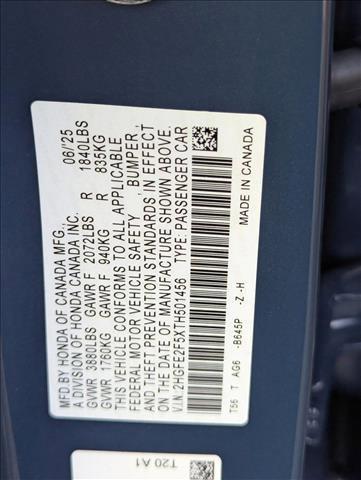 MFD. BY HONDA OF CANADA MFG., 06/'25
A DIVISION OF HONDA CANADA INC.
GVWR 3880LBS GAWR F 2072LBS R 1840LBS
GVWR 1760KG GAWR F 940KG R 835KG
THIS VEHICLE CONFORMS TO ALL APPLICABLE
FEDERAL MOTOR VEHICLE SAFETY , BUMPER,
AND THEFT PREVENTION STANDARDS IN EFFECT
ON THE DATE OF MANUFACTURE SHOWN ABOVE.
V.I.N: 2HGFE2F5XTH501456 TYPE: PASSENGER CAR
T56 T AG6 -B645P -Z -H MADE IN CANADA
T20 A1